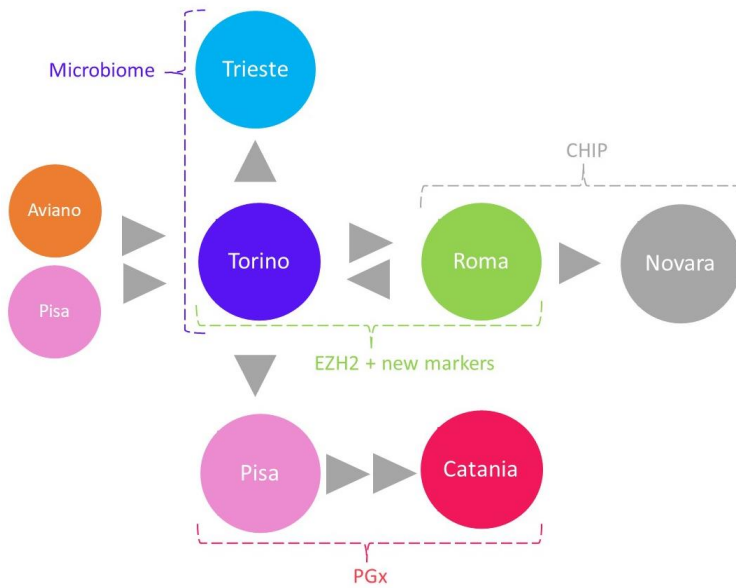 Trieste
Microbiome
CHIP
Aviano
Torino
Roma
Novara
Pisa
EZH2 + new markers
Pisa
Catania
PGx